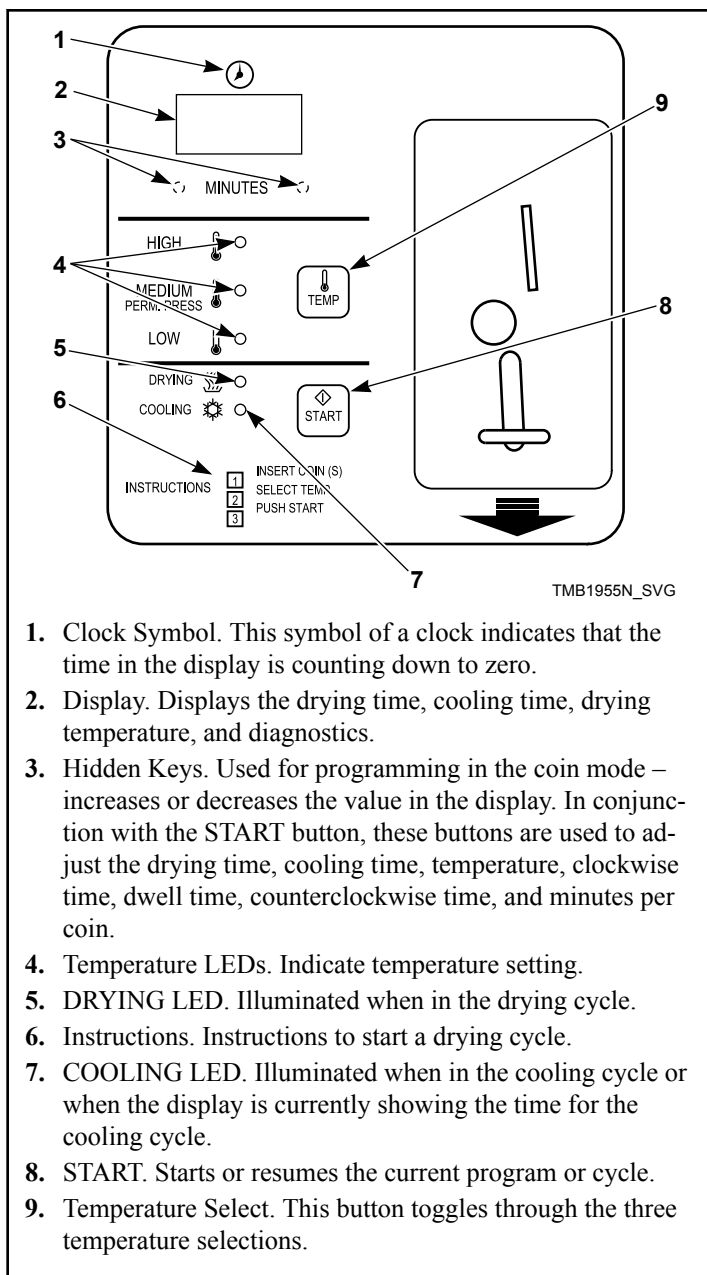 1
2
3
MINUTES
9
HIGH
4
MEDIUM
PERM. PRESS
TEMP
LOW
8
5
DRYING
6
COOLING
START
INSTRUCTIONS
1 INSERT COIN (S)
2 SELECT TEMP
3 PUSH START
7
TMB1955N_SVG
1. Clock Symbol. This symbol of a clock indicates that the
time in the display is counting down to zero.
2. Display. Displays the drying time, cooling time, drying
temperature, and diagnostics.
3. Hidden Keys. Used for programming in the coin mode –
increases or decreases the value in the display. In conjunc-
tion with the START button, these buttons are used to ad-
just the drying time, cooling time, temperature, clockwise
time, dwell time, counterclockwise time, and minutes per
coin.
4. Temperature LEDs. Indicate temperature setting.
5. DRYING LED. Illuminated when in the drying cycle.
6. Instructions. Instructions to start a drying cycle.
7. COOLING LED. Illuminated when in the cooling cycle or
when the display is currently showing the time for the
cooling cycle.
8. START. Starts or resumes the current program or cycle.
9. Temperature Select. This button toggles through the three
temperature selections.